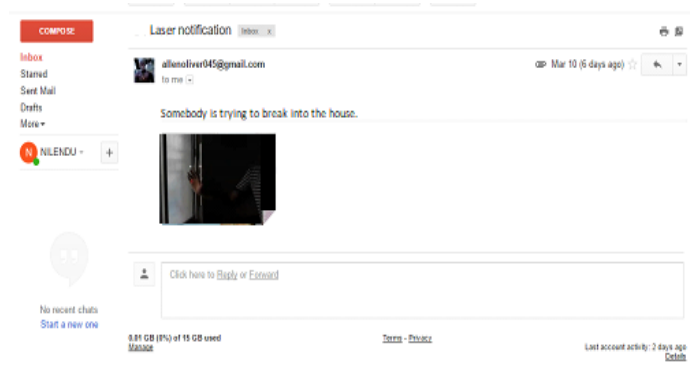 COMPOSE
Inbox
Starred
Sent Mail
Drafts
More
N NILENDU
+
No recent chats
Start a new one
Laser notification Inbox x
allenoliver045@gmail.com Mar 10 (6 days ago)
to me
Somebody is trying to break into the house.
Click here to Reply or Forward
0.01 GB (0%) of 15 GB used
Manage
Terms - Privacy
Last account activity: 2 days ago
Details